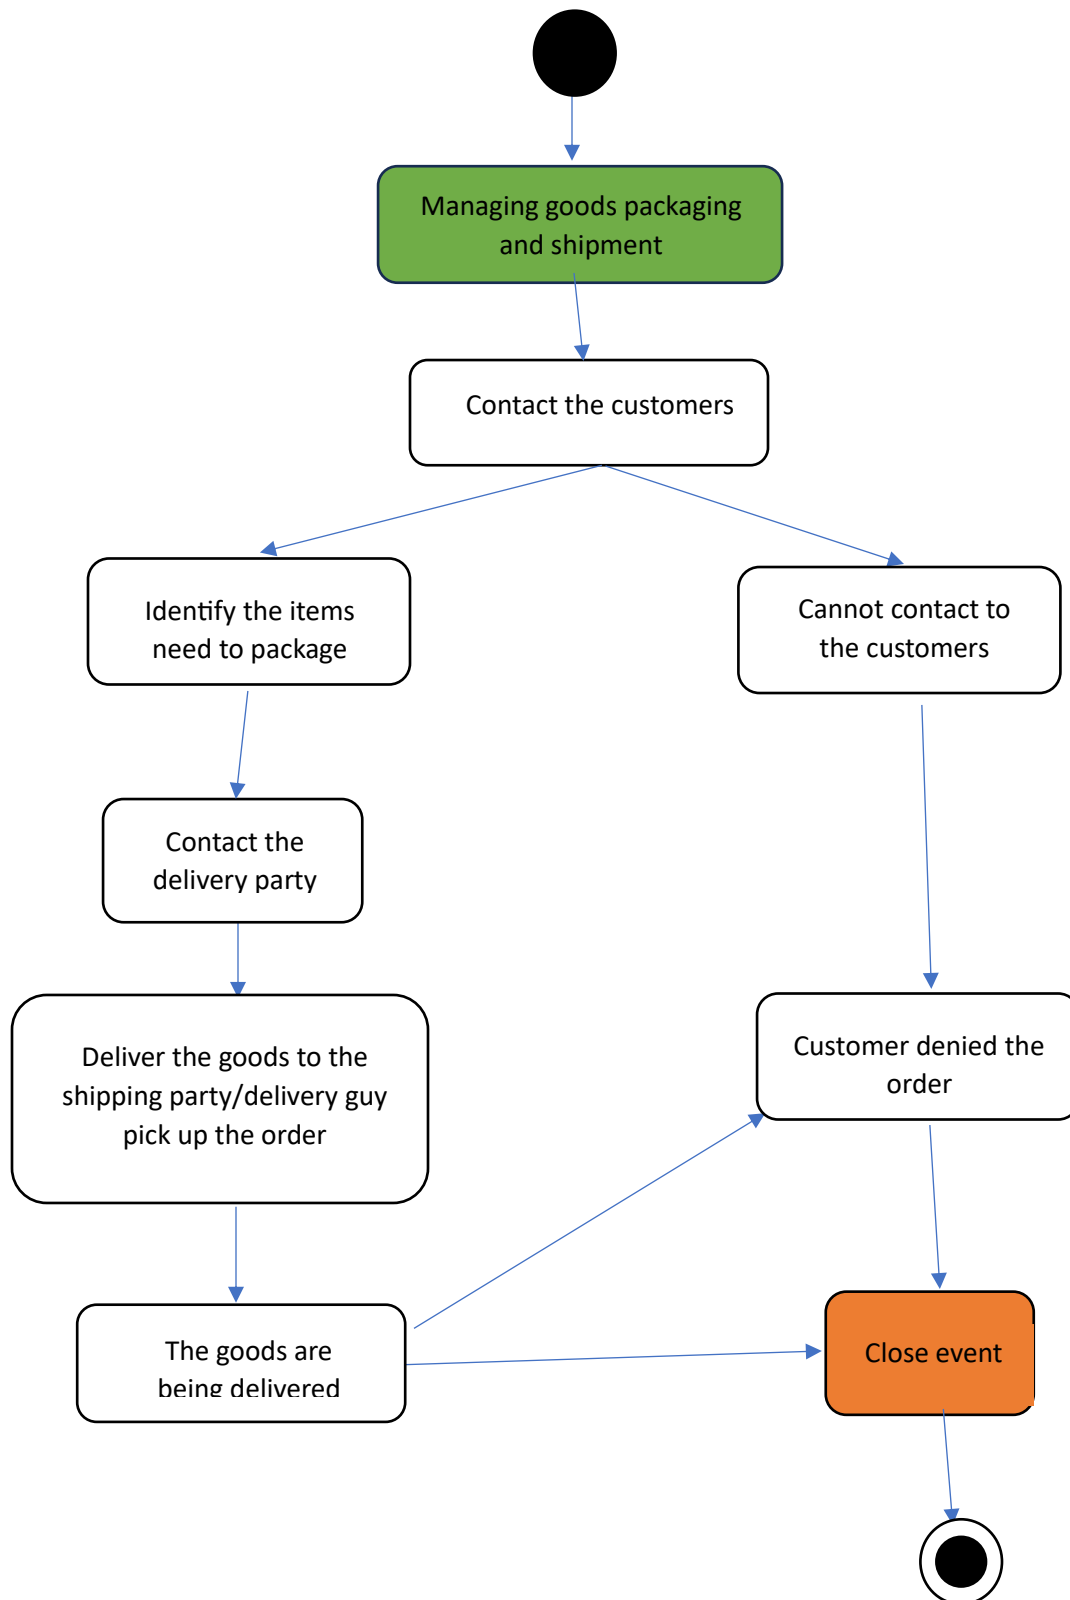 Managing goods packaging
and shipment
Contact the customers
Identify the items
need to package
Cannot contact to
the customers
Contact the
delivery party
Deliver the goods to the
shipping party/delivery guy
pick up the order
Customer denied the
order
The goods are
being delivered
Close event